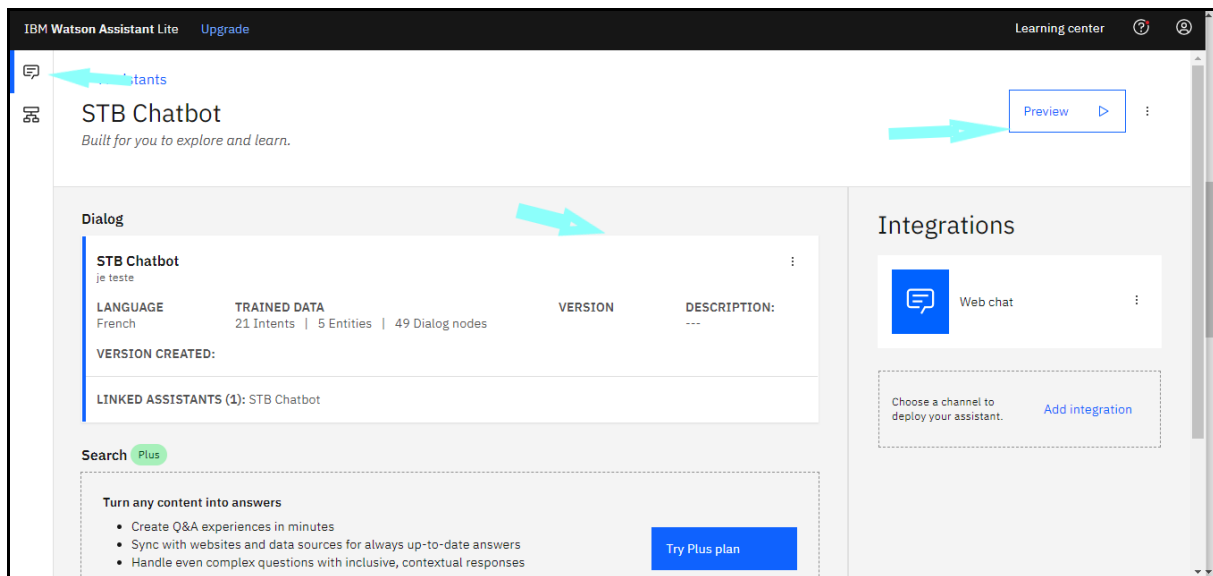 IBM Watson Assistant Lite Upgrade Learning center
STB Chatbot
Built for you to explore and learn.
Preview
Dialog
STB Chatbot
je teste
LANGUAGE TRAINED DATA VERSION DESCRIPTION:
French 21 Intents | 5 Entities | 49 Dialog nodes ---
VERSION CREATED:
LINKED ASSISTANTS (1): STB Chatbot
Search Plus
Turn any content into answers
• Create Q&A experiences in minutes
• Sync with websites and data sources for always up-to-date answers
• Handle even complex questions with inclusive, contextual responses
Try Plus plan
Integrations
Web chat
Choose a channel to
deploy your assistant.
Add integration